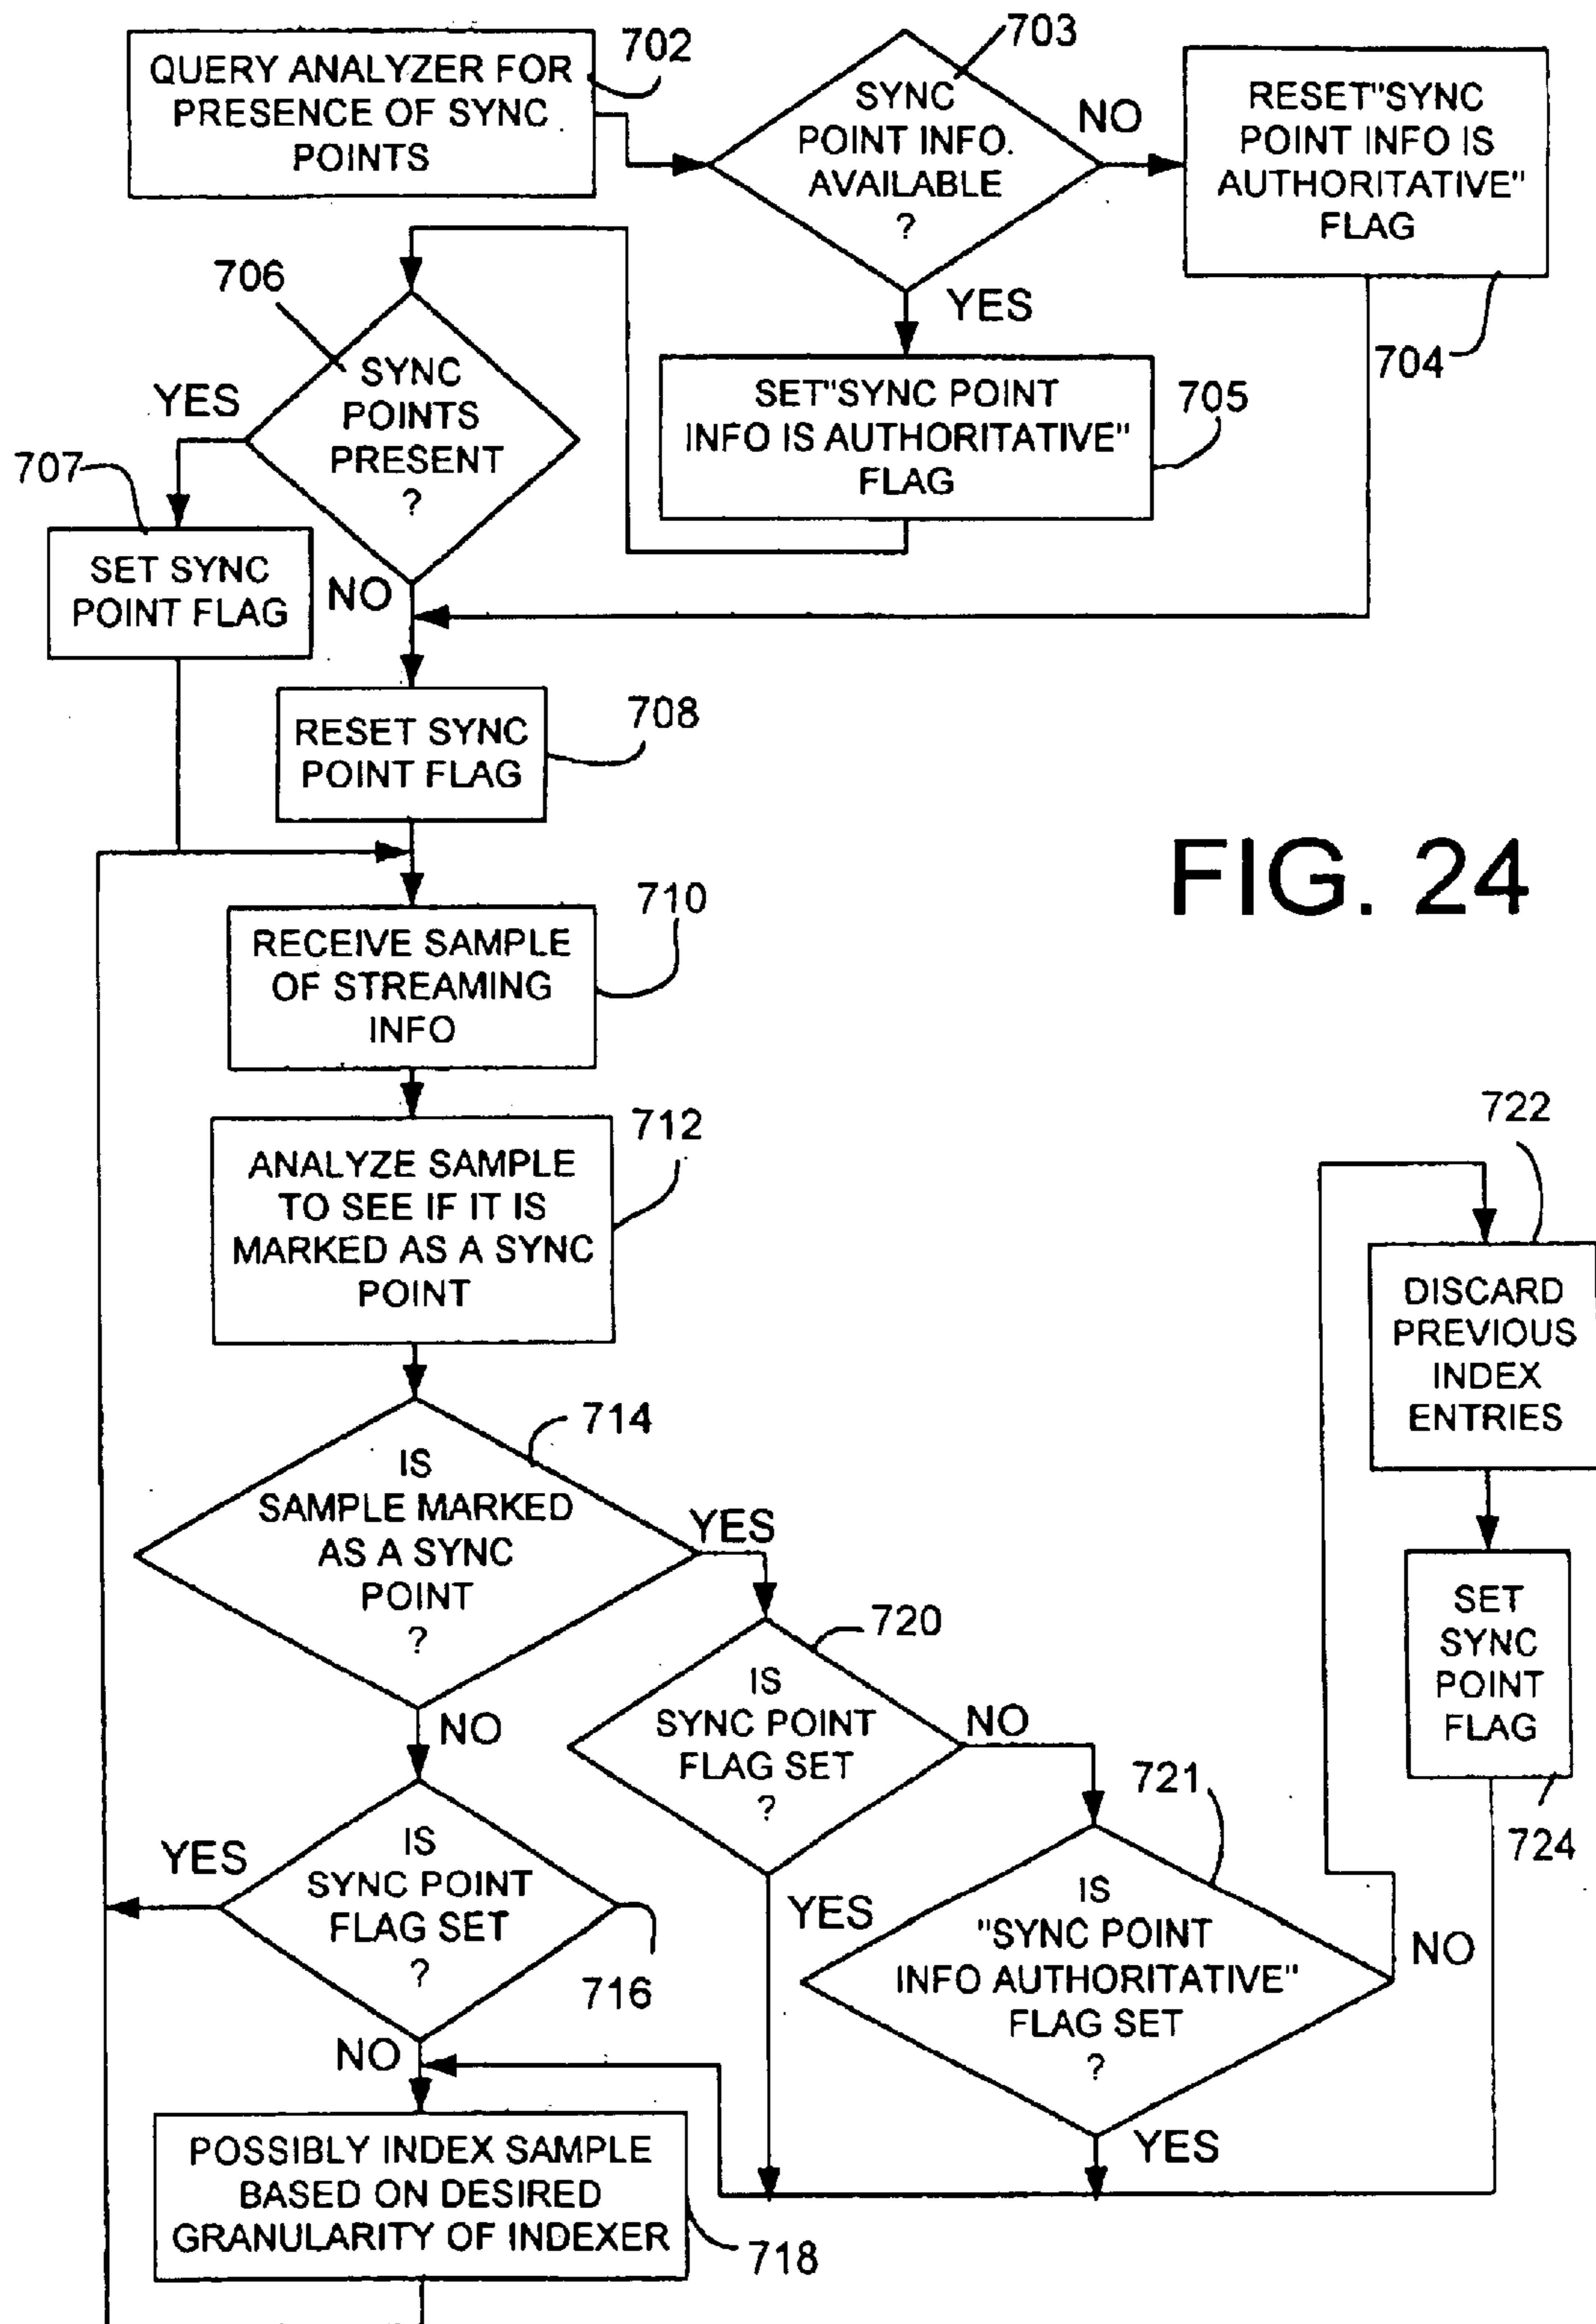 QUERY ANALYZER FOR
PRESENCE OF SYNC
POINTS
702
703
SYNC
POINT INFO.
AVAILABLE
?
NO
RESET"SYNC
POINT INFO IS
AUTHORITATIVE"
FLAG
704
YES
SET"SYNC POINT
INFO IS AUTHORITATIVE"
FLAG
705
706
SYNC
POINTS
PRESENT
?
YES
707
SET SYNC
POINT FLAG
NO
RESET SYNC
POINT FLAG
708
FIG. 24
RECEIVE SAMPLE
OF STREAMING
INFO
710
ANALYZE SAMPLE
TO SEE IF IT IS
MARKED AS A SYNC
POINT
712
IS
SAMPLE MARKED
AS A SYNC
POINT
?
714
YES
NO
IS
SYNC POINT
FLAG SET
?
716
YES
NO
POSSIBLY INDEX SAMPLE
BASED ON DESIRED
GRANULARITY OF INDEXER
718
IS
SYNC POINT
FLAG SET
?
720
NO
YES
721
IS
"SYNC POINT
INFO AUTHORITATIVE"
FLAG SET
?
NO
YES
722
DISCARD
PREVIOUS
INDEX
ENTRIES
SET
SYNC
POINT
FLAG
724